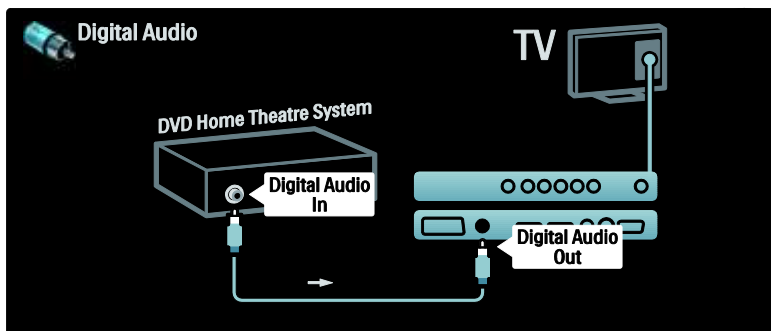 Digital Audio
TV
DVD Home Theatre System
Digital Audio
In
Digital Audio
Out